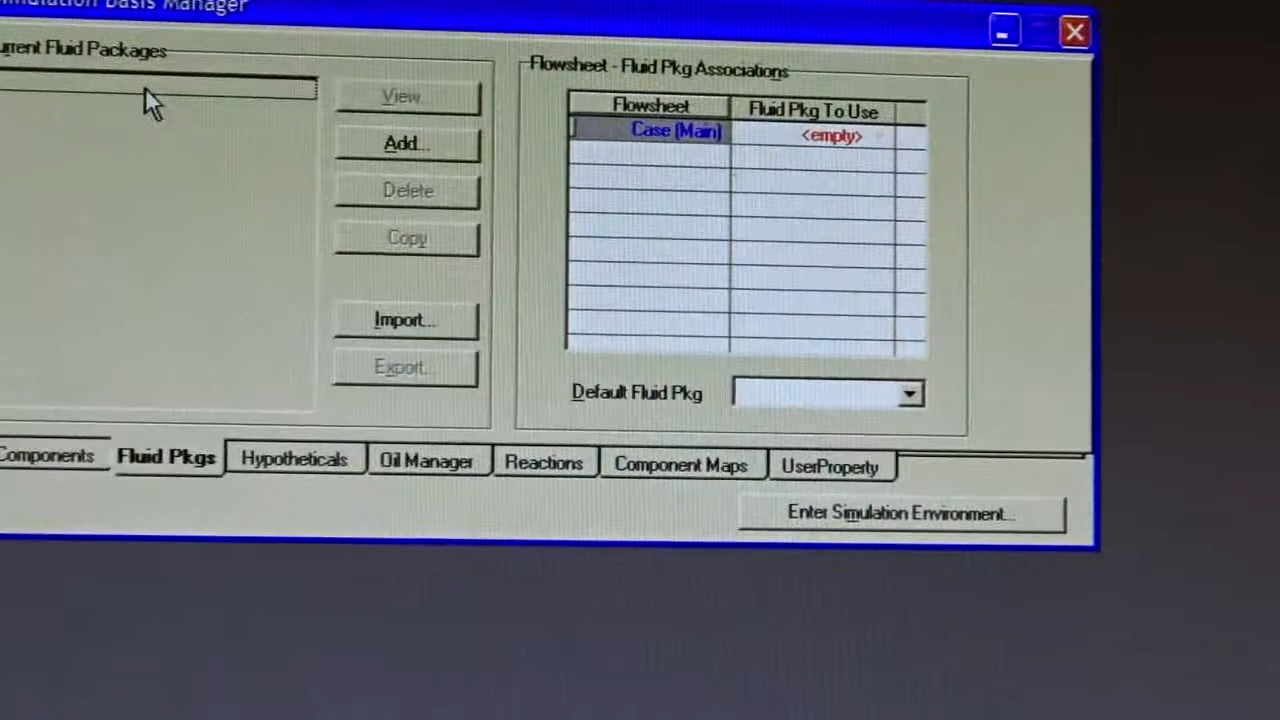 Basis Manager
Current Fluid Packages
View
Add...
Delete
Copy
Import...
Export...
Flowsheet - Fluid Pkg Associations
Flowsheet Fluid Pkg To Use
Case (Main) <empty>
Default Fluid Pkg
Components Fluid Pkgs Hypotheticals Oil Manager Reactions Component Maps UserProperty
Enter Simulation Environment...